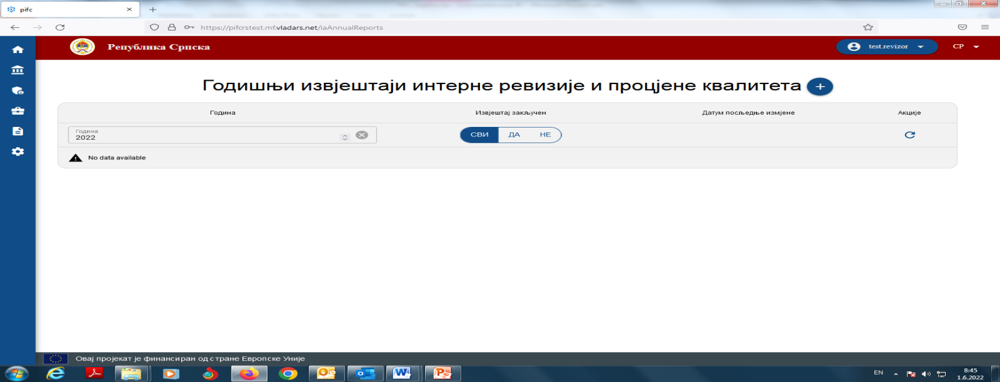 pifc
https://pifcrstest.mf.vladars.net/iaAnnualReports
Република Српска
test.revizor
СР
Годишњи извјештаји интерне ревизије и процјене квалитета
Година
Извјештај закључен
Датум посљедње измјене
Акције
Година
2022
СВИ
ДА
НЕ
No data available
Овај пројекат је финансиран од стране Европске Уније
EN
8:45
1.6.2022